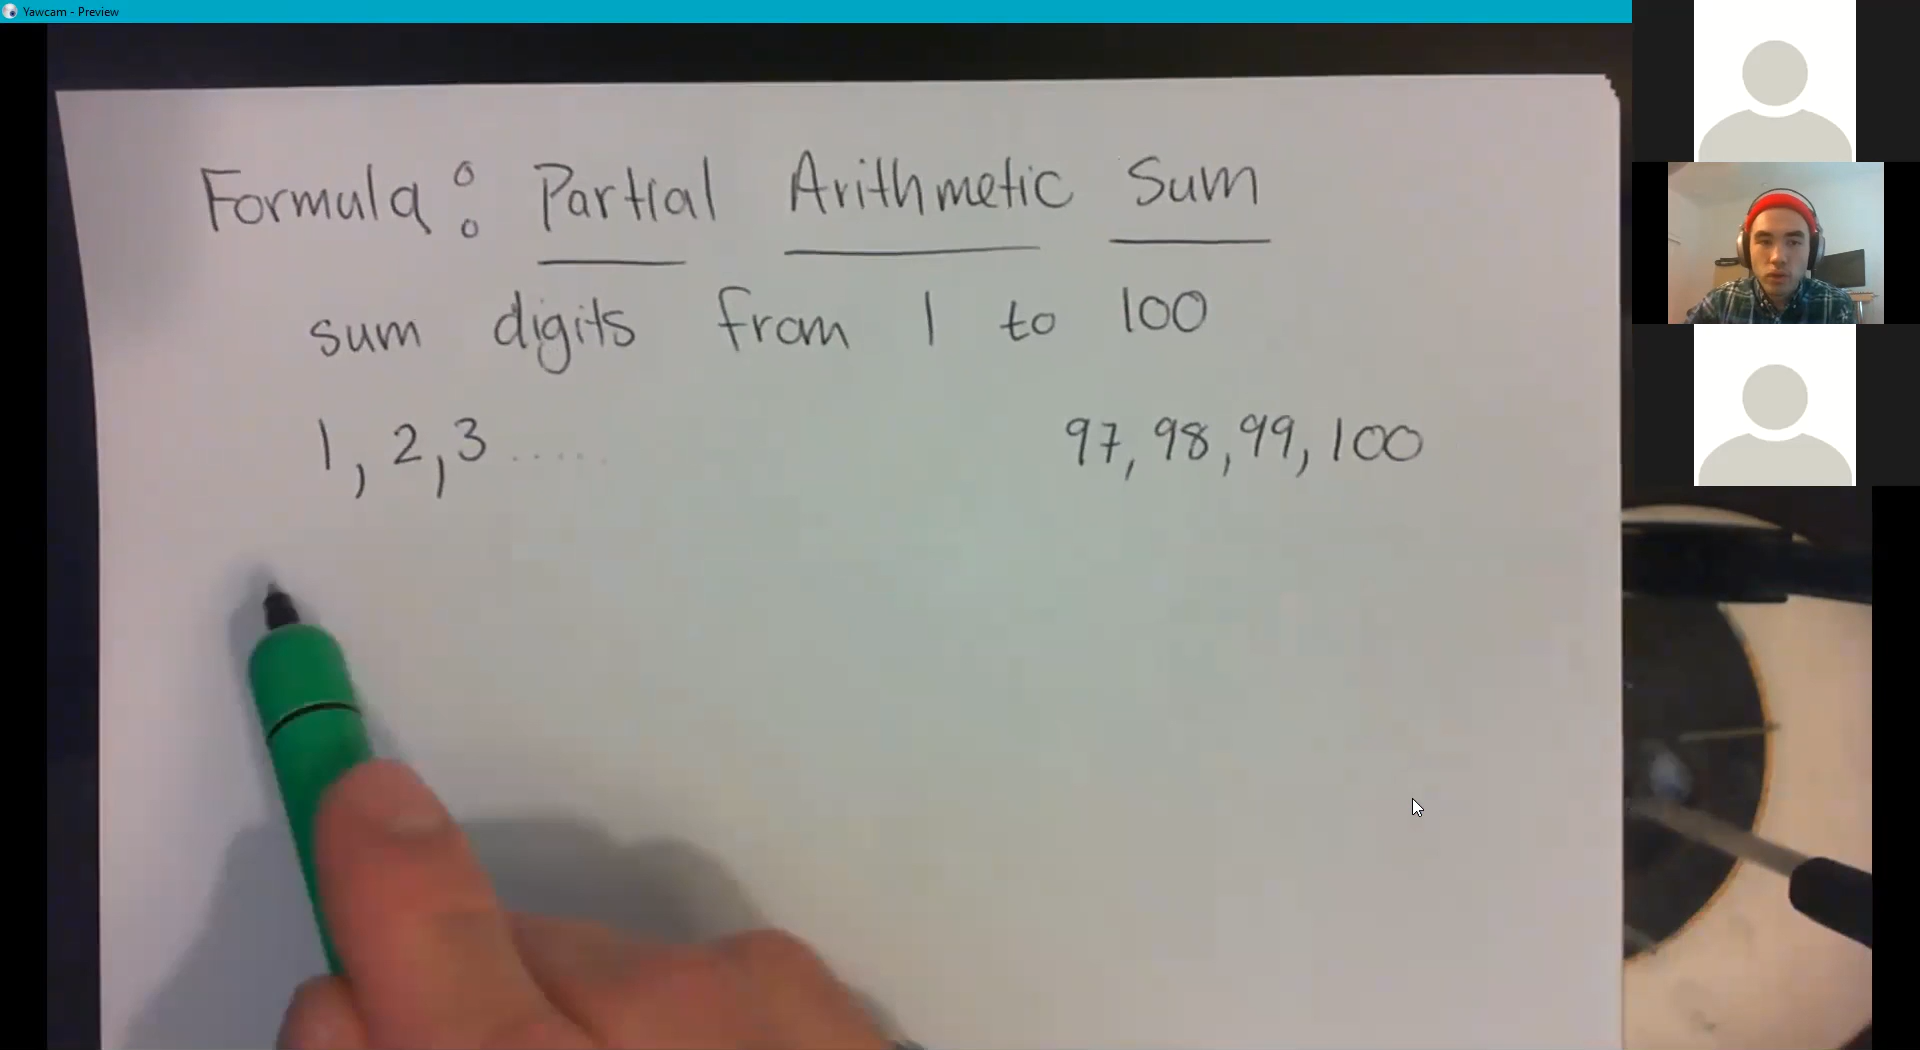 Yawcam - Preview
Formula: Partial Arithmetic Sum
sum digits from 1 to 100
1, 2, 3 ..... 97, 98, 99, 100